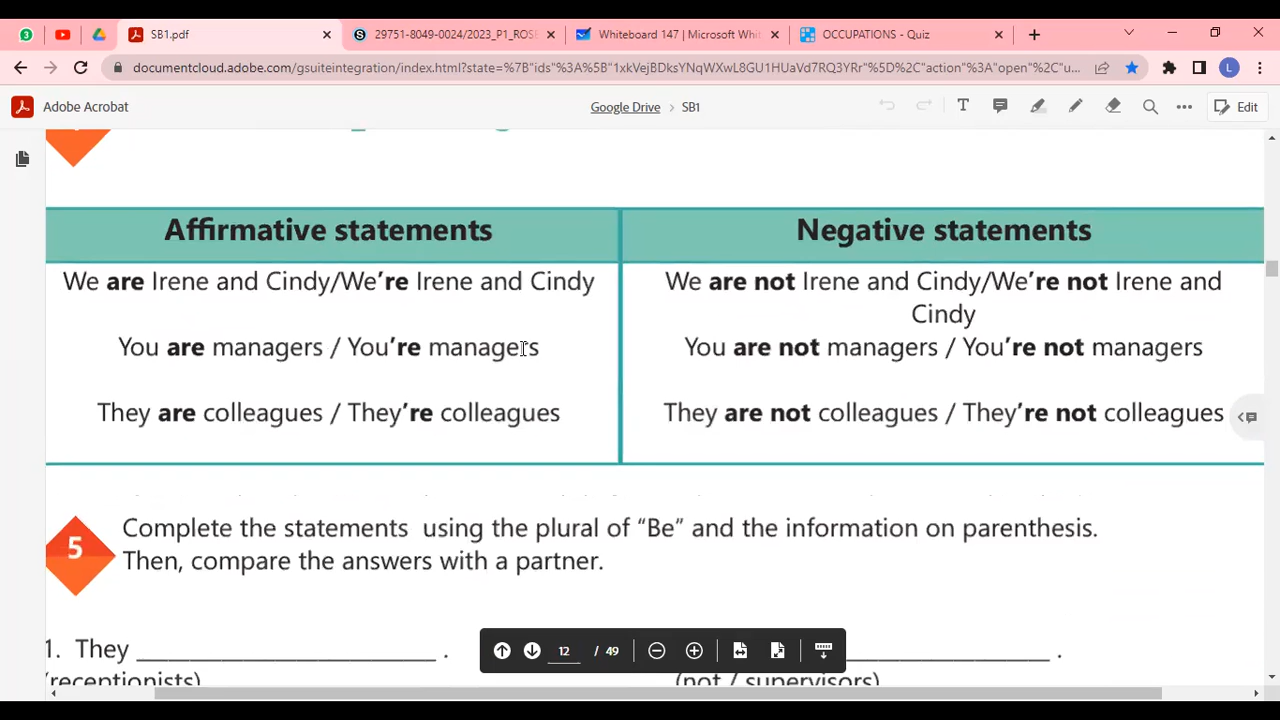 3
SB1.pdf
29751-8049-0024/2023_P1_ROSE
Whiteboard 147 | Microsoft Whit
OCCUPATIONS - Quiz
documentcloud.adobe.com/gsuiteintegration/index.html?state=%7B"ids"%3A%5B"1xkVejBDksYNqWXwL8GU1HUaVd7RQ3YRr"%5D%2C"action"%3A"open"%2C"u...
L
Adobe Acrobat
Google Drive > SB1
Edit
Affirmative statements
Negative statements
We are Irene and Cindy/We're Irene and Cindy
We are not Irene and Cindy/We're not Irene and
Cindy
You are managers / You're managers
You are not managers / You're not managers
They are colleagues / They're colleagues
They are not colleagues / They're not colleagues
5
Complete the statements using the plural of “Be” and the information on parenthesis.
Then, compare the answers with a partner.
1. They ______________________ .
(receptionists)
12 / 49
________________ .
(not / supervisors)